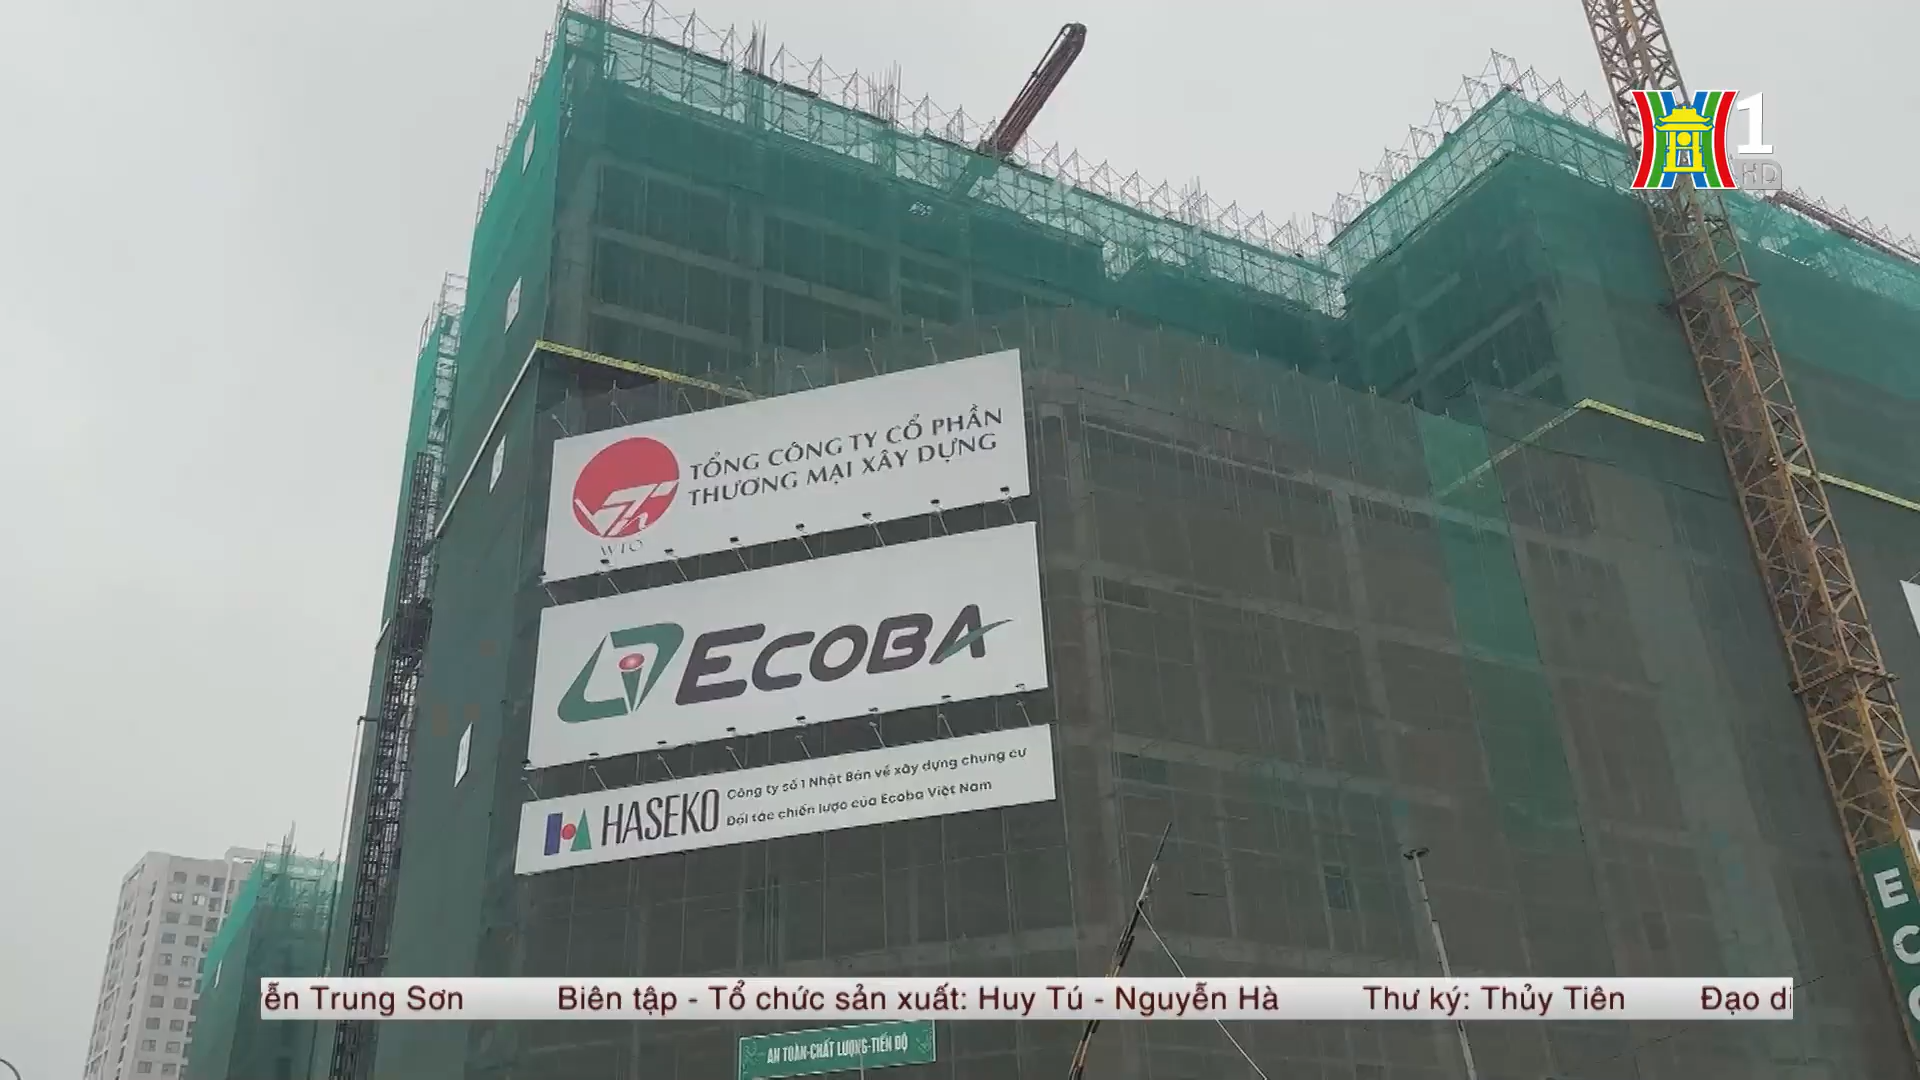 1
HD
TỔNG CÔNG TY CỔ PHẦN
THƯƠNG MẠI XÂY DỰNG
WTO
ECOBA
HASEKO
Công ty số 1 Nhật Bản về xây dựng chung cư
Đối tác chiến lược của Ecoba Việt Nam
E
C
ễn Trung Sơn Biên tập - Tổ chức sản xuất: Huy Tú - Nguyễn Hà Thư ký: Thủy Tiên Đạo di
AN TOÀN-CHẤT LƯỢNG-TIẾN ĐỘ